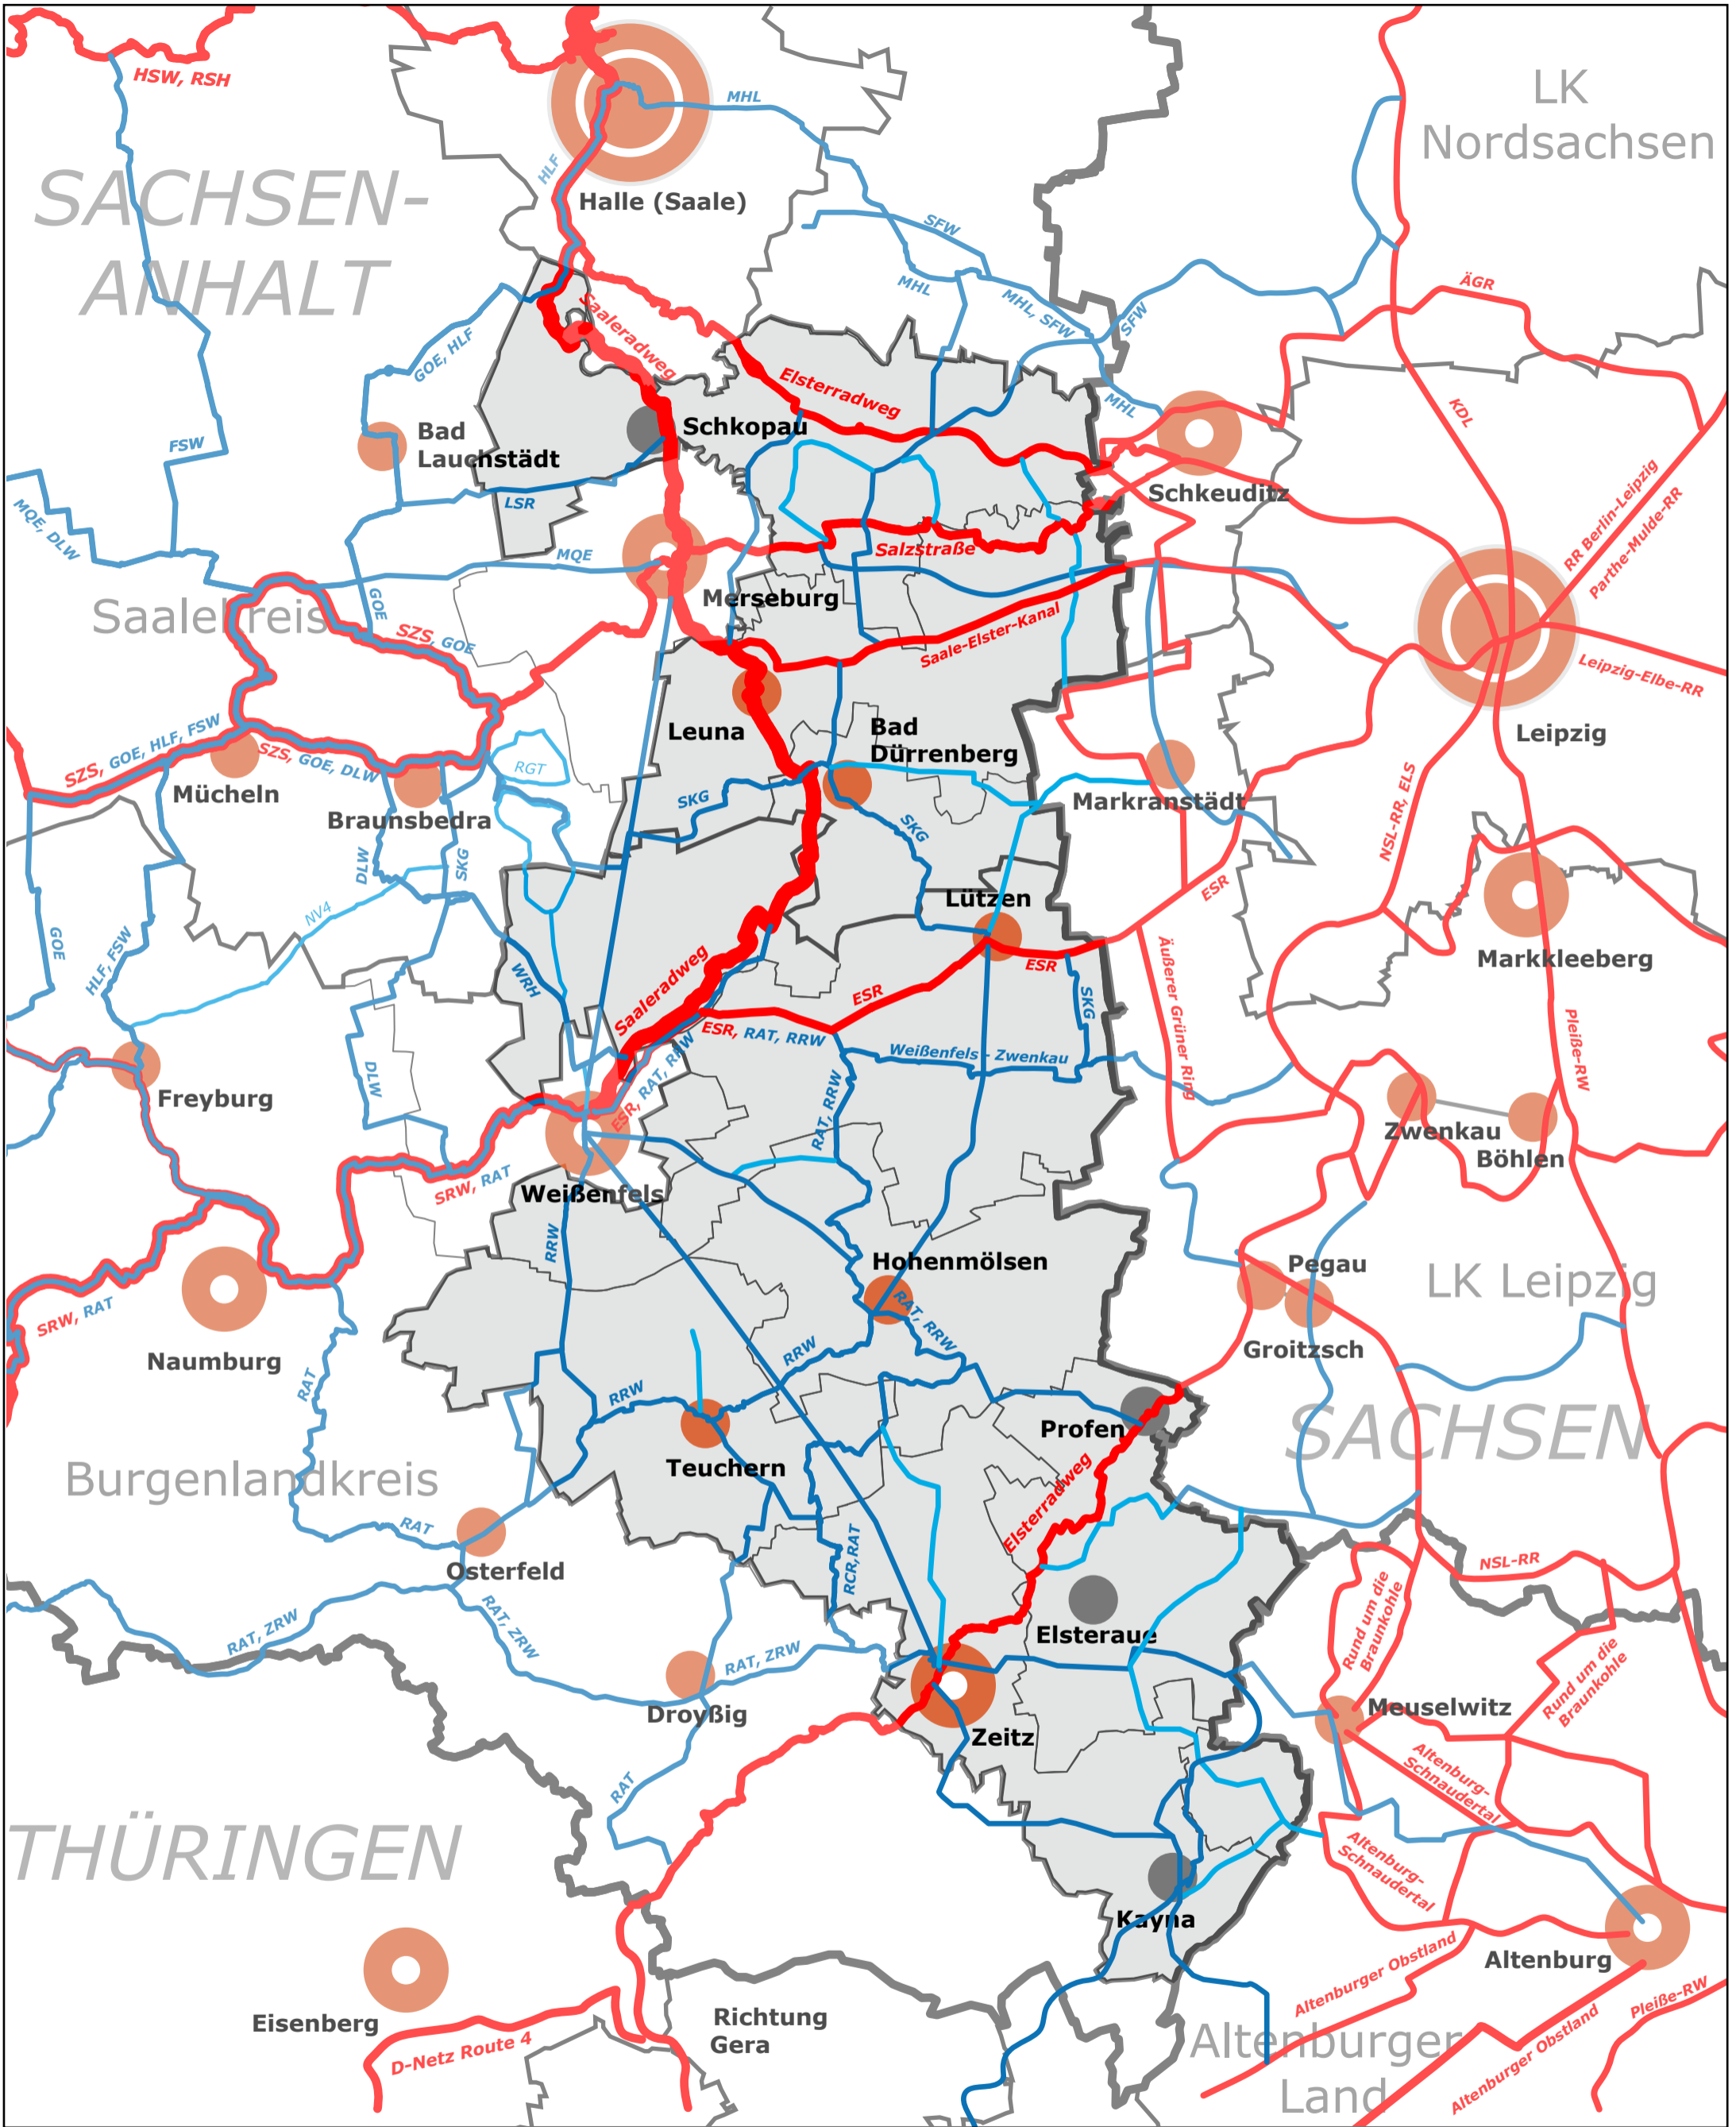 HSW, RSH
MHL
LK
Nordsachsen
SACHSEN-
ANHALT
HLF
Halle (Saale)
SFW
MHL
MHL, SFW
SFW
ÄGR
GOE, HLF
Saaleradweg
Elsterradweg
MHL
KDL
FSW
Bad
Lauchstädt
Schkopau
LSR
Schkeuditz
RR Berlin-Leipzig
Parthe-Mulde-RR
MQE, DLW
MQE
Salzstraße
Saalekreis
GOE
SZS, GOE
Merseburg
Saale-Elster-Kanal
Leipzig-Elbe-RR
Leipzig
SZS, GOE, HLF, FSW
SZS, GOE, DLW
Mücheln
Braunsbedra
RGT
Leuna
Bad
Dürrenberg
SKG
SKG
Markranstädt
NSL-RR, ELS
DLW
SKG
NV4
GOE
HLF, FSW
Lützen
ESR
Markkleeberg
WRH
Saaleradweg
ESR
ESR
SKG
Äußerer Grüner Ring
Pleiße-RW
ESR, RAT, RRW
Weißenfels - Zwenkau
ESR, RAT, RRW
RAT, RRW
DLW
Freyburg
Zwenkau
Böhlen
SRW, RAT
Weißenfels
RRW
Hohenmölsen
Pegau
LK Leipzig
Groitzsch
SRW, RAT
Naumburg
RAT
RAT, RRW
RRW
RRW
Profen
SACHSEN
Teuchern
Burgenlandkreis
Elsterradweg
RAT
Osterfeld
RCR,RAT
NSL-RR
Rund um die
Braunkohle
RAT, ZRW
RAT, ZRW
RAT, ZRW
Elsteraue
Rund um die
Braunkohle
Droyßig
Meuselwitz
Zeitz
RAT
Altenburg-
Schnaudertal
THÜRINGEN
Altenburg-
Schnaudertal
Kayna
Altenburg
Altenburger Obstland
Eisenberg
Richtung
Gera
D-Netz Route 4
Altenburger
Land
Altenburger Obstland
Pleiße-RW